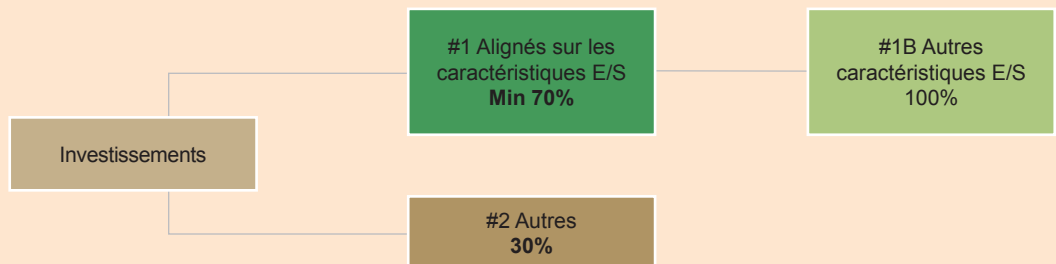 #1 Alignés sur les
caractéristiques E/S
Min 70%
#1B Autres
caractéristiques E/S
100%
Investissements
#2 Autres
30%